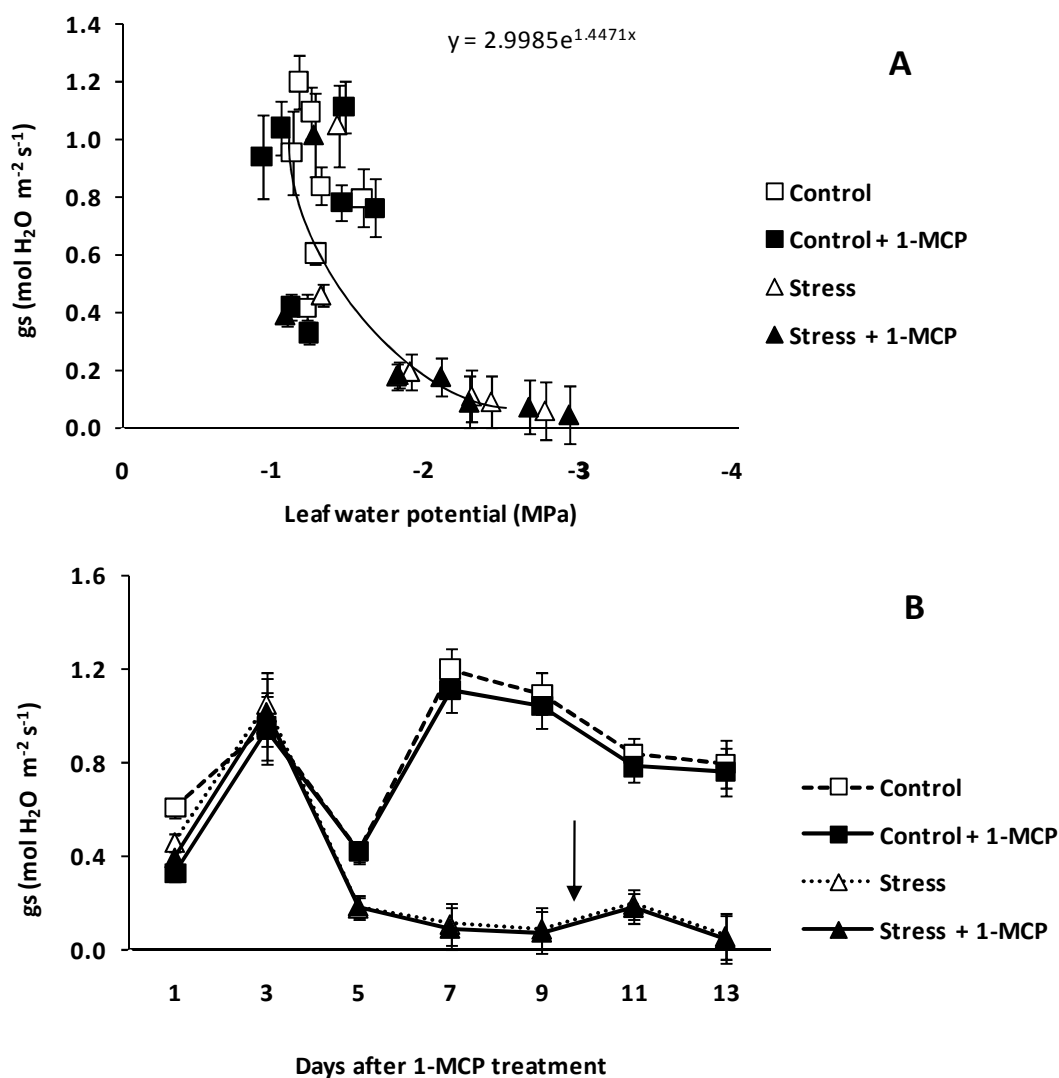 y = 2.9985e^1.4471x
A
1.4
1.2
1.0
0.8
0.6
0.4
0.2
0.0
gs (mol H₂O m⁻² s⁻¹)
0 -1 -2 -3 -4
Leaf water potential (MPa)
Control
Control + 1-MCP
Stress
Stress + 1-MCP
B
1.6
1.2
0.8
0.4
0.0
gs (mol H₂O m⁻² s⁻¹)
1 3 5 7 9 11 13
Days after 1-MCP treatment
Control
Control + 1-MCP
Stress
Stress + 1-MCP